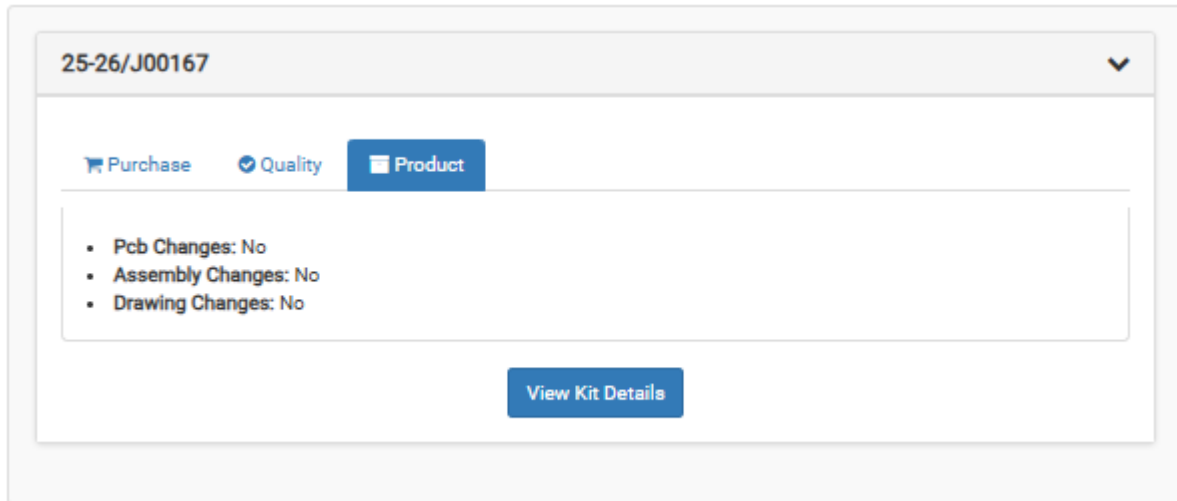 25-26/J00167
Purchase Quality Product
• Pcb Changes: No
• Assembly Changes: No
• Drawing Changes: No
View Kit Details